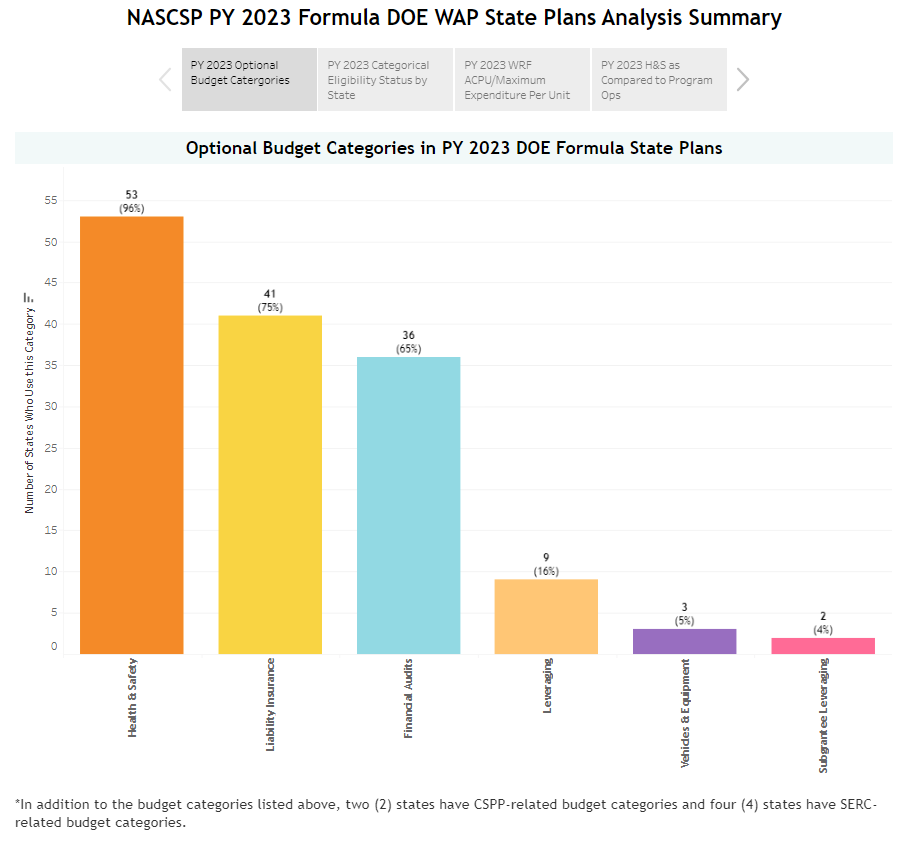 NASCSP PY 2023 Formula DOE WAP State Plans Analysis Summary
PY 2023 Optional
Budget Catergories
PY 2023 Categorical
Eligibility Status by
State
PY 2023 WRF
ACPU/Maximum
Expenditure Per Unit
PY 2023 H&S as
Compared to Program
Ops
Optional Budget Categories in PY 2023 DOE Formula State Plans
Number of States Who Use this Category
55
50
45
40
35
30
25
20
15
10
5
0
53
(96%)
41
(75%)
36
(65%)
9
(16%)
3
(5%)
2
(4%)
Health & Safety
Liability Insurance
Financial Audits
Leveraging
Vehicles & Equipment
Subgrantee Leveraging
*In addition to the budget categories listed above, two (2) states have CSPP-related budget categories and four (4) states have SERC-
related budget categories.